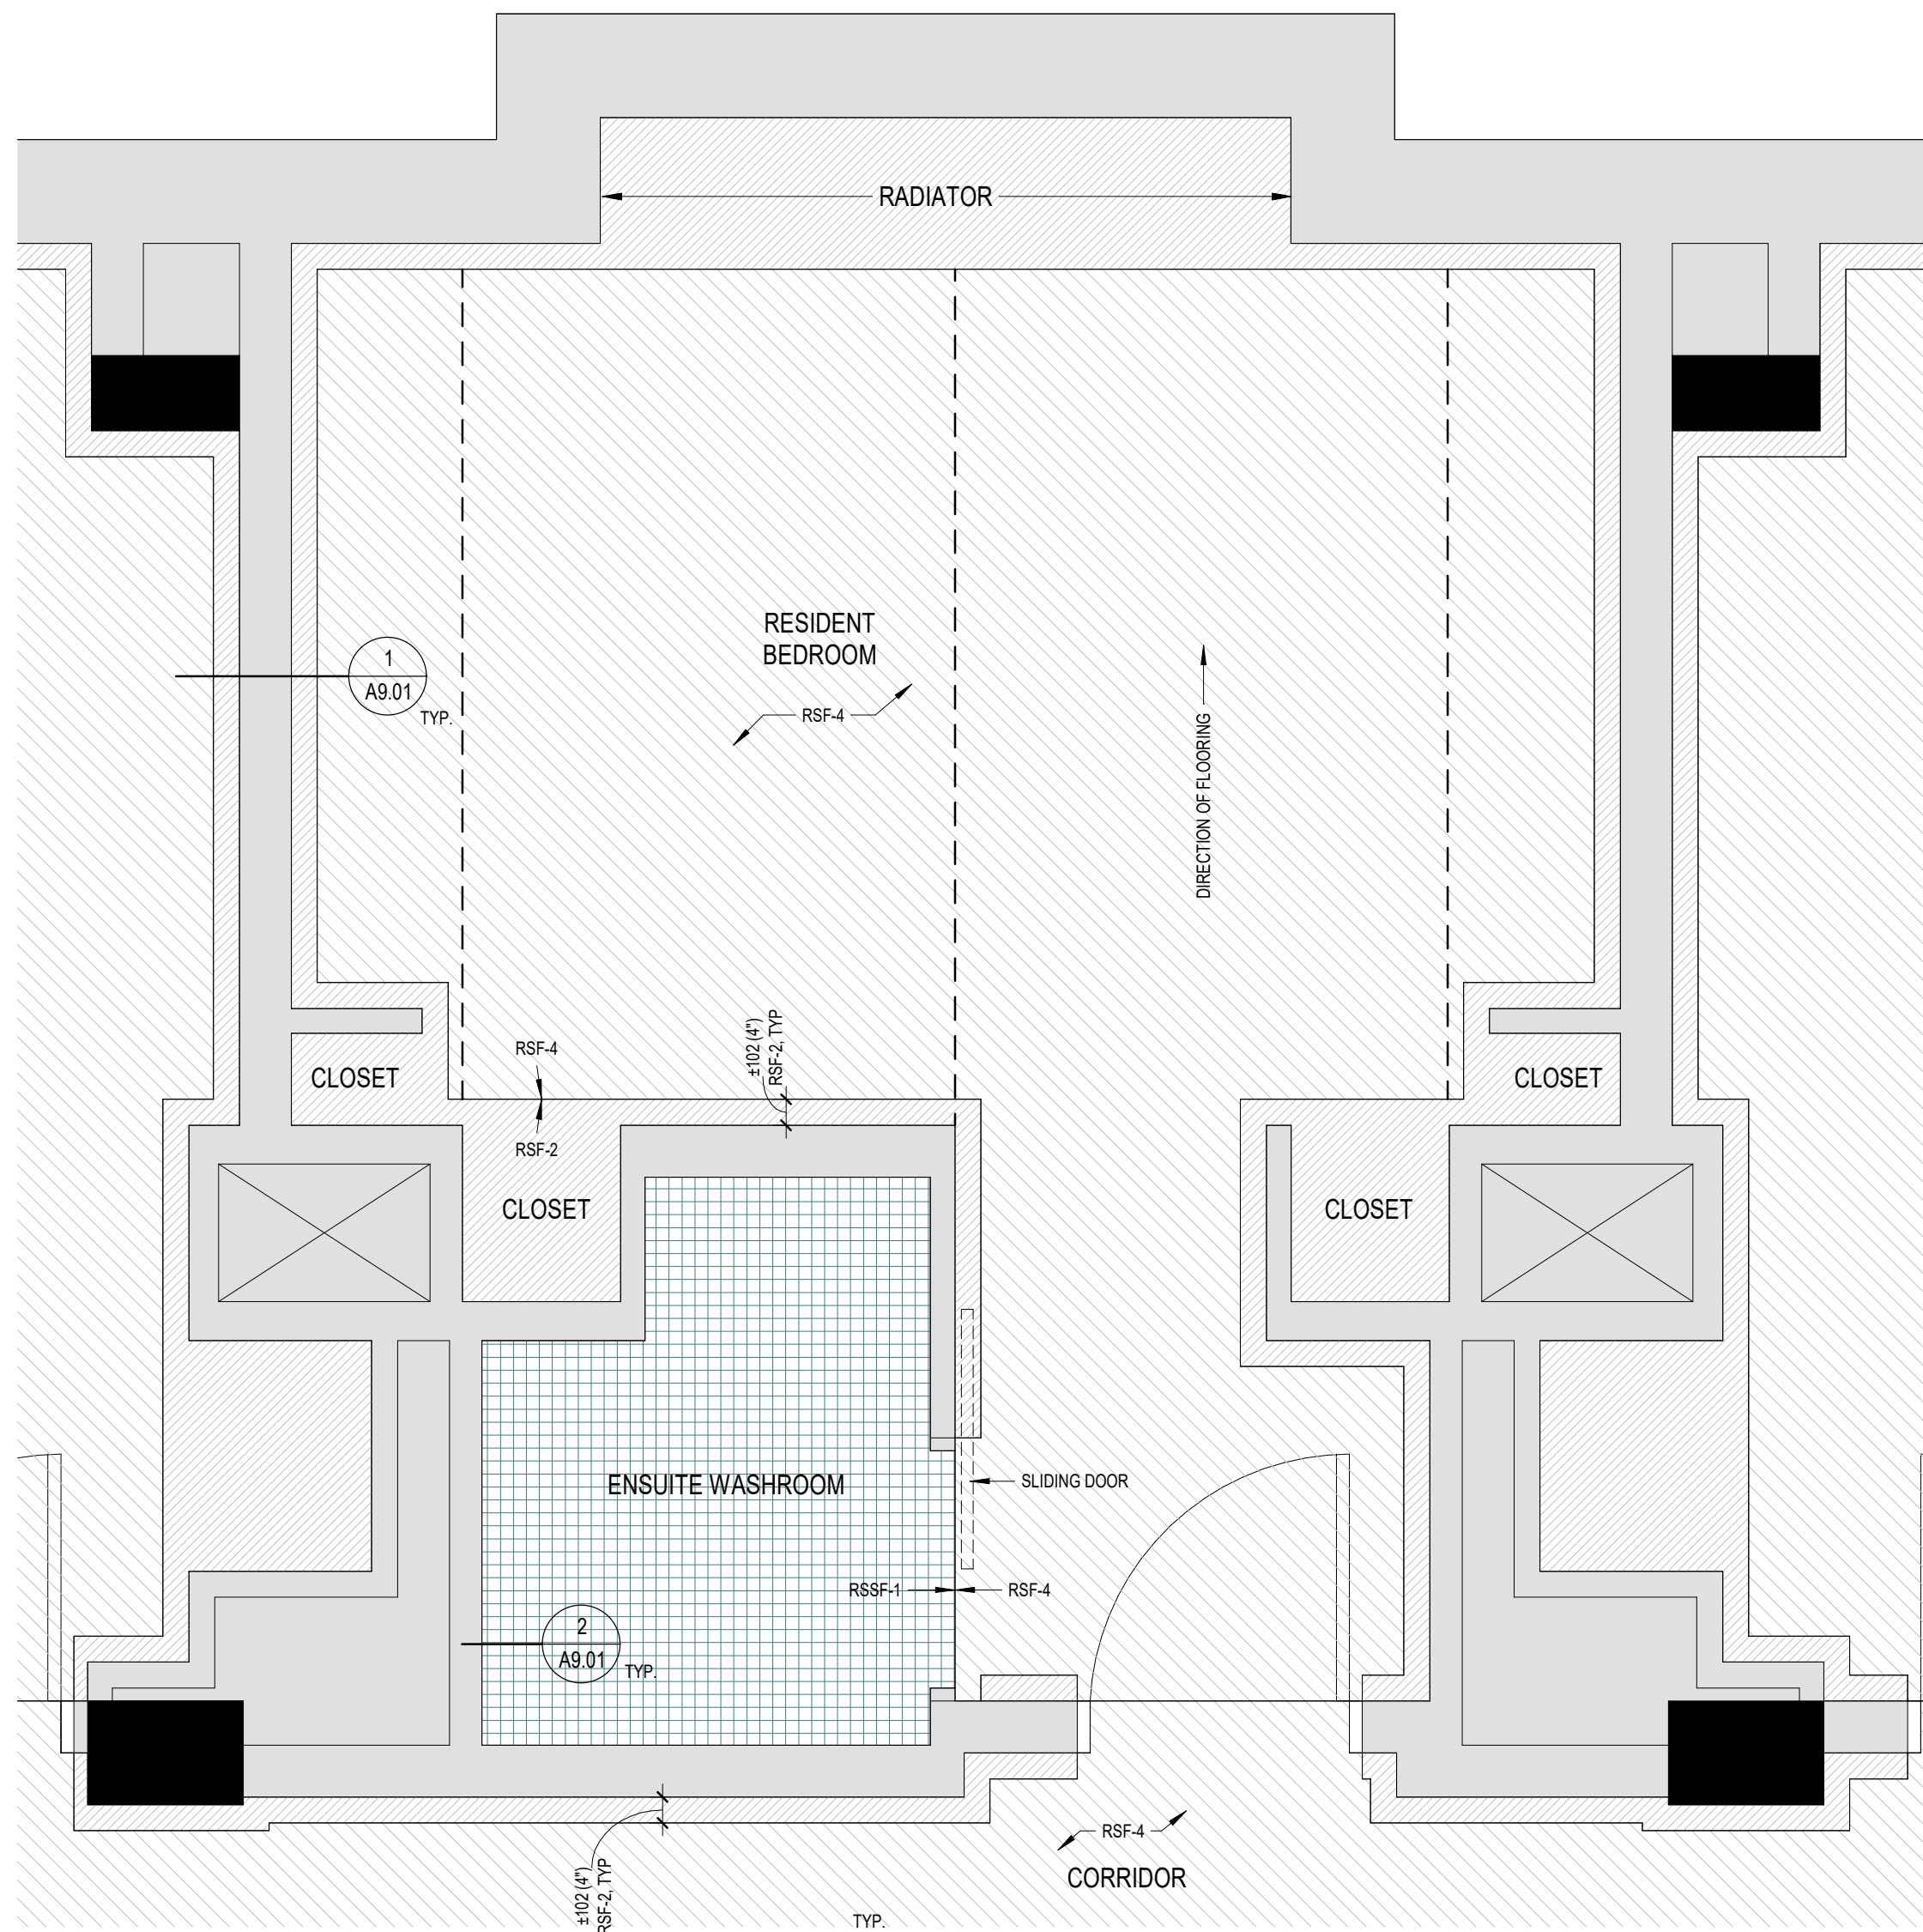 RADIATOR
RESIDENT
BEDROOM
1
A9.01
TYP.
RSF-4
DIRECTION OF FLOORING
±102 (4")
RSF-2, TYP
RSF-4
CLOSET
CLOSET
RSF-2
CLOSET
CLOSET
ENSUITE WASHROOM
SLIDING DOOR
RSSF-1
RSF-4
2
A9.01
TYP.
RSF-4
CORRIDOR
±102 (4")
RSF-2, TYP
TYP.